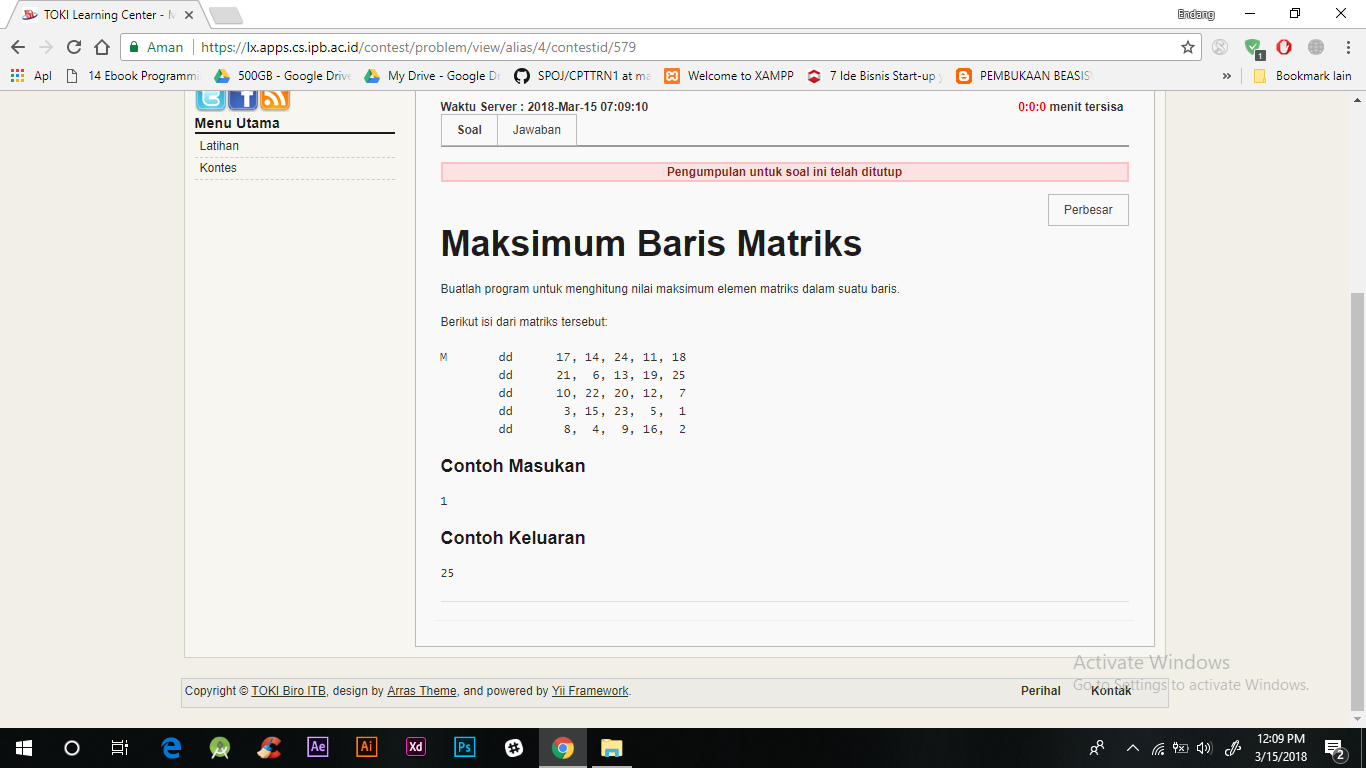 TOKI Learning Center - M
Endang
Aman https://lx.apps.cs.ipb.ac.id/contest/problem/view/alias/4/contestid/579
1
Apl 14 Ebook Programmi 500GB - Google Drive My Drive - Google D SPOJ/CPTTRN1 at ma Welcome to XAMPP 7 Ide Bisnis Start-up PEMBUKAAN BEASIS » Bookmark lain
Waktu Server : 2018-Mar-15 07:09:10 0:0:0 menit tersisa
Menu Utama
Soal Jawaban
Latihan
Kontes
Pengumpulan untuk soal ini telah ditutup
Perbesar
Maksimum Baris Matriks
Buatlah program untuk menghitung nilai maksimum elemen matriks dalam suatu baris.
Berikut isi dari matriks tersebut:
M dd 17, 14, 24, 11, 18
dd 21, 6, 13, 19, 25
dd 10, 22, 20, 12, 7
dd 3, 15, 23, 5, 1
dd 8, 4, 9, 16, 2
Contoh Masukan
1
Contoh Keluaran
25
Activate Windows
Go to Settings to activate Windows.
Copyright © TOKI Biro ITB, design by Arras Theme, and powered by Yii Framework. Perihal Kontak
Ae Ai Xd Ps
12:09 PM
3/15/2018
2